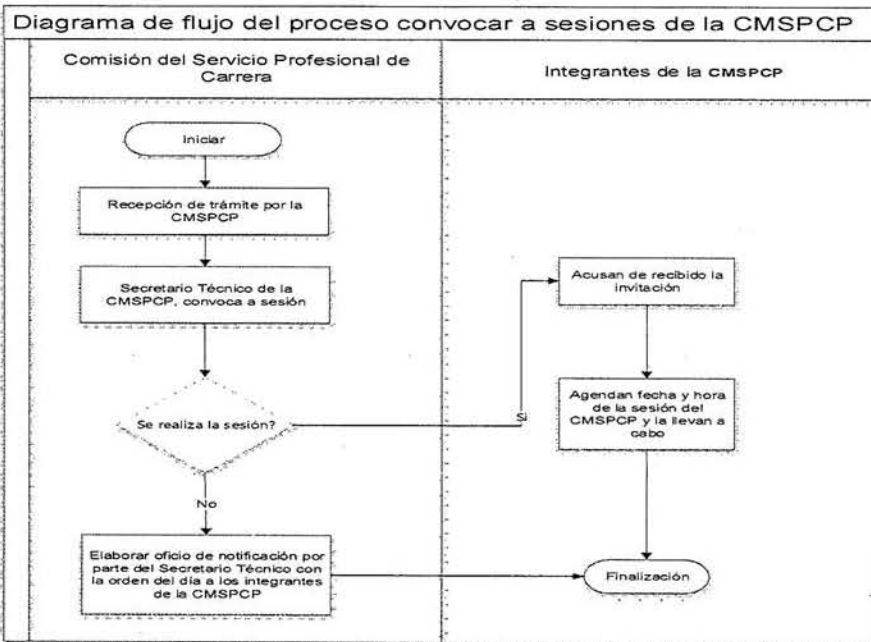 Diagrama de flujo del proceso convocar a sesiones de la CMSPCP
Comisión del Servicio Profesional de
Carrera
Integrantes de la CMSPCP
Iniciar
Recepción de trámite por la
CMSPCP
Secretario Técnico de la
CMSPCP, convoca a sesión
Se realiza la sesión?
Si
Acusan de recibido la
invitación
Agendan fecha y hora
de la sesión del
CMSPCP y la llevan a
cabo
No
Elaborar oficio de notificación por
parte del Secretario Técnico con
la orden del día a los integrantes
de la CMSPCP
Finalización